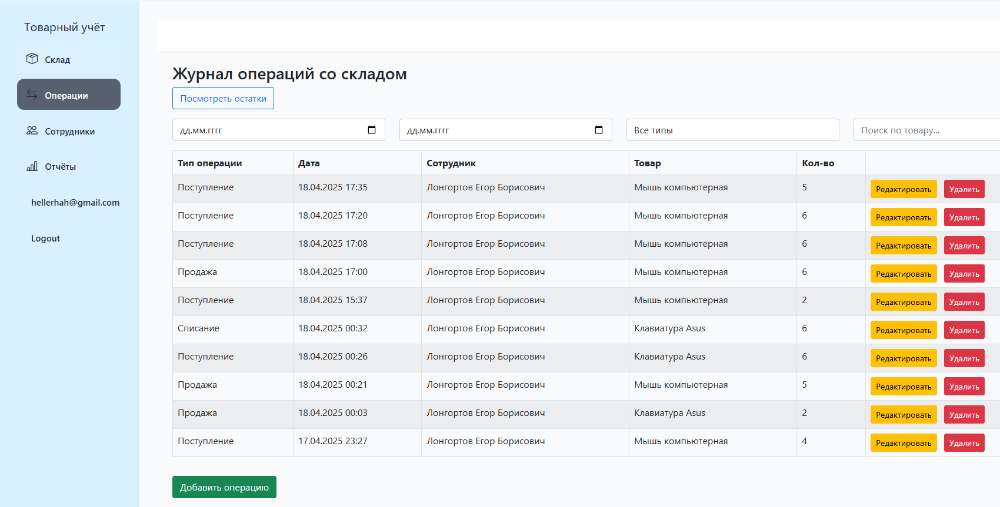 Товарный учёт
Склад
Операции
Сотрудники
Отчёты
hellerhah@gmail.com
Logout
Журнал операций со складом
Посмотреть остатки
дд.мм.гггг дд.мм.гггг Все типы Поиск по товару...
Тип операции Дата Сотрудник Товар Кол-во
Поступление 18.04.2025 17:35 Лонгортов Егор Борисович Мышь компьютерная 5 Редактировать Удалить
Поступление 18.04.2025 17:20 Лонгортов Егор Борисович Мышь компьютерная 6 Редактировать Удалить
Поступление 18.04.2025 17:08 Лонгортов Егор Борисович Мышь компьютерная 6 Редактировать Удалить
Продажа 18.04.2025 17:00 Лонгортов Егор Борисович Мышь компьютерная 6 Редактировать Удалить
Поступление 18.04.2025 15:37 Лонгортов Егор Борисович Мышь компьютерная 2 Редактировать Удалить
Списание 18.04.2025 00:32 Лонгортов Егор Борисович Клавиатура Asus 6 Редактировать Удалить
Поступление 18.04.2025 00:26 Лонгортов Егор Борисович Клавиатура Asus 6 Редактировать Удалить
Продажа 18.04.2025 00:21 Лонгортов Егор Борисович Мышь компьютерная 5 Редактировать Удалить
Продажа 18.04.2025 00:03 Лонгортов Егор Борисович Клавиатура Asus 2 Редактировать Удалить
Поступление 17.04.2025 23:27 Лонгортов Егор Борисович Мышь компьютерная 4 Редактировать Удалить
Добавить операцию